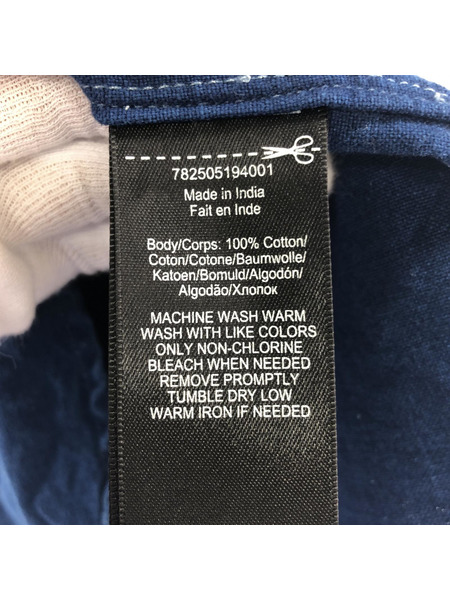 782505194001
Made in India
Fait en Inde
Body/Corps: 100% Cotton/
Coton/Cotone/Baumwolle/
Katoen/Bomuld/Algodón/
Algodão/Хлопок
MACHINE WASH WARM
WASH WITH LIKE COLORS
ONLY NON-CHLORINE
BLEACH WHEN NEEDED
REMOVE PROMPTLY
TUMBLE DRY LOW
WARM IRON IF NEEDED